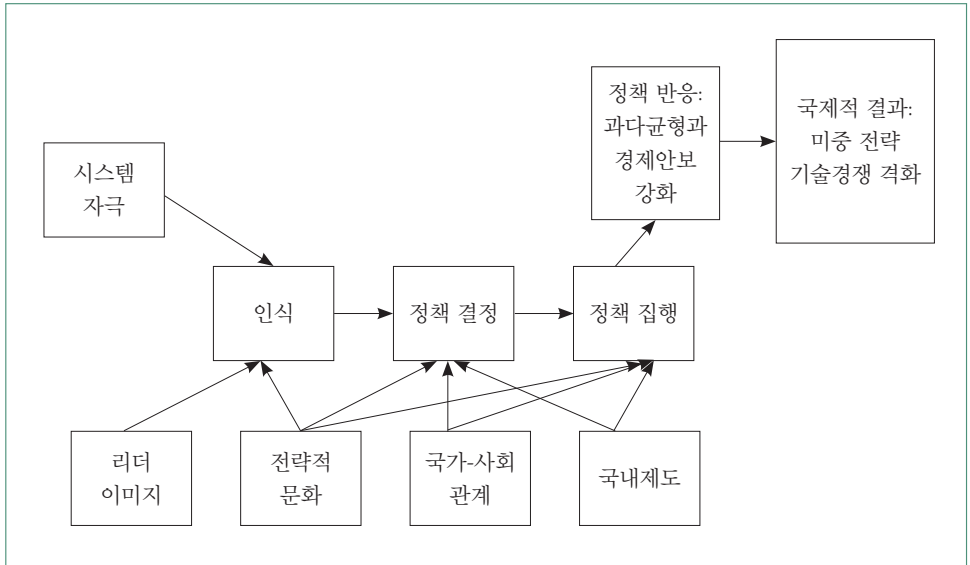 시스템
자극
인식
정책 결정
정책 집행
정책 반응:
과다균형과
경제안보
강화
국제적 결과:
미중 전략
기술경쟁 격화
리더
이미지
전략적
문화
국가-사회
관계
국내제도